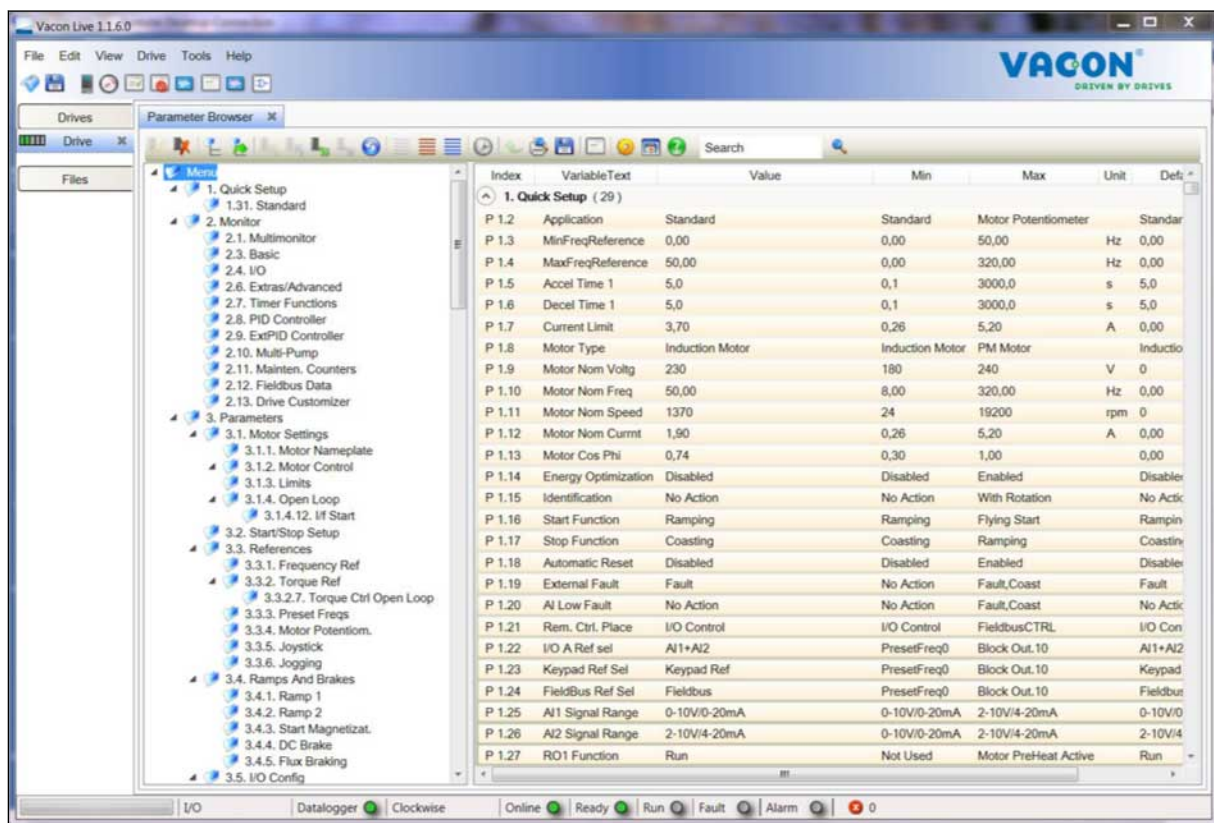 Vacon Live 1.1.6.0
File Edit View Drive Tools Help
VACON®
DRIVEN BY DRIVES
Drives
Drive
Files
Parameter Browser
Search
Menu
1. Quick Setup
1.31. Standard
2. Monitor
2.1. Multimonitor
2.3. Basic
2.4. I/O
2.6. Extras/Advanced
2.7. Timer Functions
2.8. PID Controller
2.9. ExtPID Controller
2.10. Multi-Pump
2.11. Mainten. Counters
2.12. Fieldbus Data
2.13. Drive Customizer
3. Parameters
3.1. Motor Settings
3.1.1. Motor Nameplate
3.1.2. Motor Control
3.1.3. Limits
3.1.4. Open Loop
3.1.4.12. I/f Start
3.2. Start/Stop Setup
3.3. References
3.3.1. Frequency Ref
3.3.2. Torque Ref
3.3.2.7. Torque Ctrl Open Loop
3.3.3. Preset Freqs
3.3.4. Motor Potentiom.
3.3.5. Joystick
3.3.6. Jogging
3.4. Ramps And Brakes
3.4.1. Ramp 1
3.4.2. Ramp 2
3.4.3. Start Magnetizat.
3.4.4. DC Brake
3.4.5. Flux Braking
3.5. I/O Config
Index VariableText Value Min Max Unit Defa
1. Quick Setup (29)
P 1.2 Application Standard Standard Motor Potentiometer Standar
P 1.3 MinFreqReference 0,00 0,00 50,00 Hz 0,00
P 1.4 MaxFreqReference 50,00 0,00 320,00 Hz 0,00
P 1.5 Accel Time 1 5,0 0,1 3000,0 s 5,0
P 1.6 Decel Time 1 5,0 0,1 3000,0 s 5,0
P 1.7 Current Limit 3,70 0,26 5,20 A 0,00
P 1.8 Motor Type Induction Motor Induction Motor PM Motor Inductio
P 1.9 Motor Nom Voltg 230 180 240 V 0
P 1.10 Motor Nom Freq 50,00 8,00 320,00 Hz 0,00
P 1.11 Motor Nom Speed 1370 24 19200 rpm 0
P 1.12 Motor Nom Currnt 1,90 0,26 5,20 A 0,00
P 1.13 Motor Cos Phi 0,74 0,30 1,00 0,00
P 1.14 Energy Optimization Disabled Disabled Enabled Disable
P 1.15 Identification No Action No Action With Rotation No Actic
P 1.16 Start Function Ramping Ramping Flying Start Rampin
P 1.17 Stop Function Coasting Coasting Ramping Coastin
P 1.18 Automatic Reset Disabled Disabled Enabled Disable
P 1.19 External Fault Fault No Action Fault,Coast Fault
P 1.20 AI Low Fault No Action No Action Fault,Coast No Actic
P 1.21 Rem. Ctrl. Place I/O Control I/O Control FieldbusCTRL I/O Con
P 1.22 I/O A Ref sel AI1+AI2 PresetFreq0 Block Out.10 AI1+AI2
P 1.23 Keypad Ref Sel Keypad Ref PresetFreq0 Block Out.10 Keypad
P 1.24 FieldBus Ref Sel Fieldbus PresetFreq0 Block Out.10 Fieldbus
P 1.25 AI1 Signal Range 0-10V/0-20mA 0-10V/0-20mA 2-10V/4-20mA 0-10V/0
P 1.26 AI2 Signal Range 2-10V/4-20mA 0-10V/0-20mA 2-10V/4-20mA 2-10V/4
P 1.27 RO1 Function Run Not Used Motor PreHeat Active Run
I/O Datalogger Clockwise Online Ready Run Fault Alarm 0